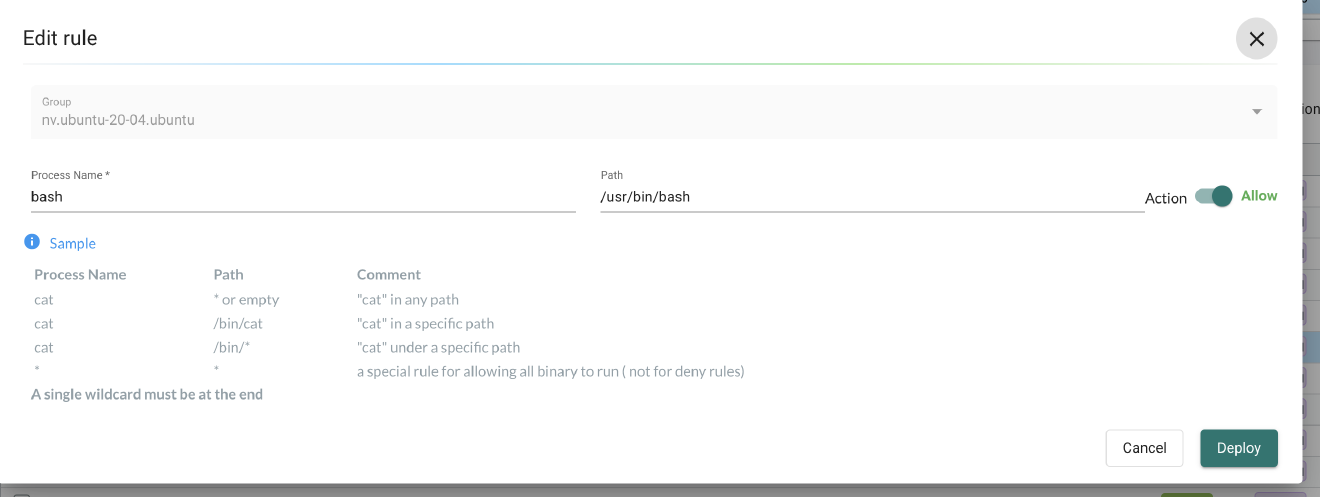 Edit rule
Group
nv.ubuntu-20-04.ubuntu
Process Name *
Path
bash
/usr/bin/bash
Action
Allow
Sample
Process Name Path Comment
cat * or empty "cat" in any path
cat /bin/cat "cat" in a specific path
cat /bin/* "cat" under a specific path
* * a special rule for allowing all binary to run ( not for deny rules)
A single wildcard must be at the end
Cancel
Deploy